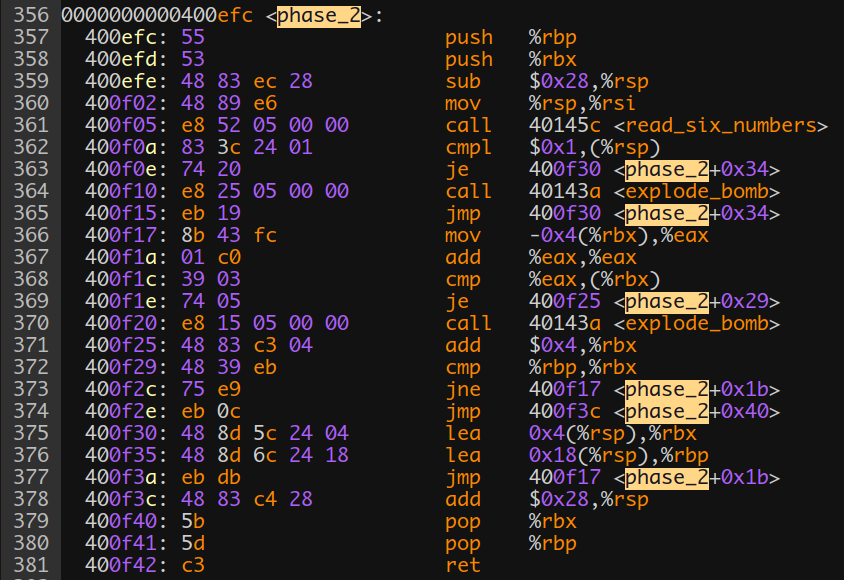 356 0000000000400efc <phase_2>:
357 400efc: 55 push %rbp
358 400efd: 53 push %rbx
359 400efe: 48 83 ec 28 sub $0x28,%rsp
360 400f02: 48 89 e6 mov %rsp,%rsi
361 400f05: e8 52 05 00 00 call 40145c <read_six_numbers>
362 400f0a: 83 3c 24 01 cmpl $0x1,(%rsp)
363 400f0e: 74 20 je 400f30 <phase_2+0x34>
364 400f10: e8 25 05 00 00 call 40143a <explode_bomb>
365 400f15: eb 19 jmp 400f30 <phase_2+0x34>
366 400f17: 8b 43 fc mov -0x4(%rbx),%eax
367 400f1a: 01 c0 add %eax,%eax
368 400f1c: 39 03 cmp %eax,(%rbx)
369 400f1e: 74 05 je 400f25 <phase_2+0x29>
370 400f20: e8 15 05 00 00 call 40143a <explode_bomb>
371 400f25: 48 83 c3 04 add $0x4,%rbx
372 400f29: 48 39 eb cmp %rbp,%rbx
373 400f2c: 75 e9 jne 400f17 <phase_2+0x1b>
374 400f2e: eb 0c jmp 400f3c <phase_2+0x40>
375 400f30: 48 8d 5c 24 04 lea 0x4(%rsp),%rbx
376 400f35: 48 8d 6c 24 18 lea 0x18(%rsp),%rbp
377 400f3a: eb db jmp 400f17 <phase_2+0x1b>
378 400f3c: 48 83 c4 28 add $0x28,%rsp
379 400f40: 5b pop %rbx
380 400f41: 5d pop %rbp
381 400f42: c3 ret